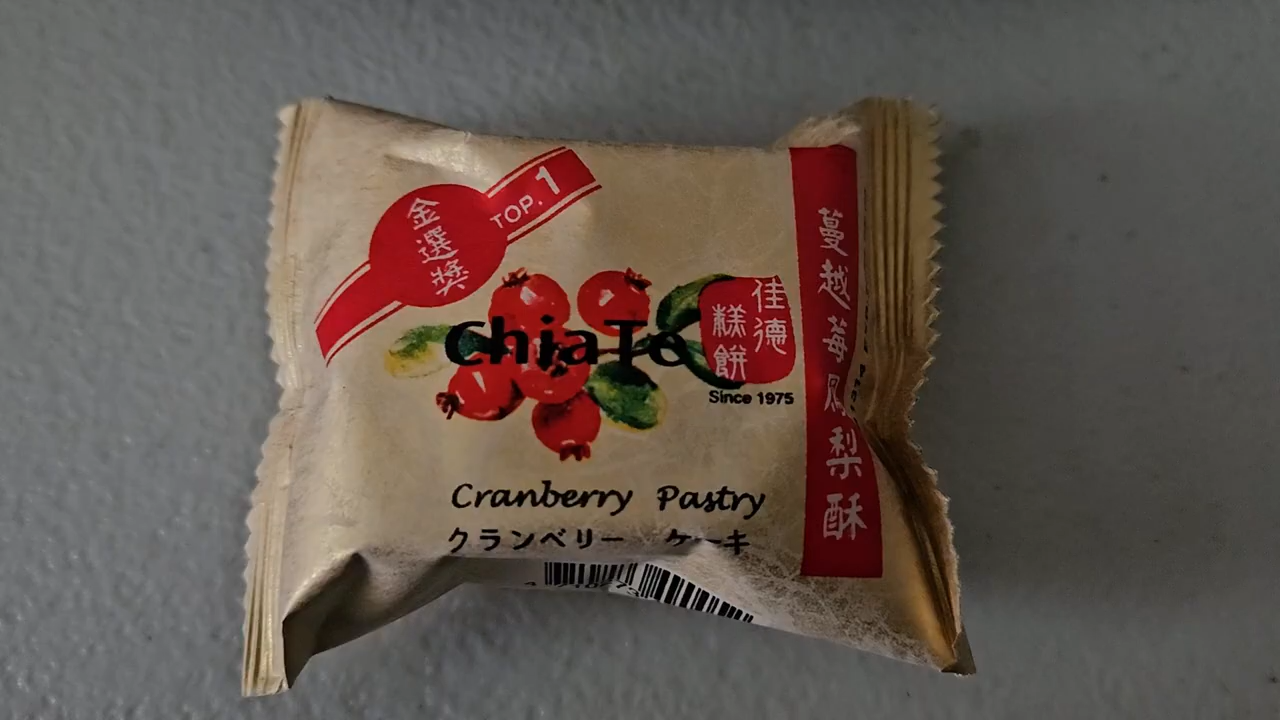 金選獎
TOP.1
ChiaTe
佳德
糕餅
Since 1975
蔓越莓鳳梨酥
Cranberry Pastry
クランベリー ケーキ